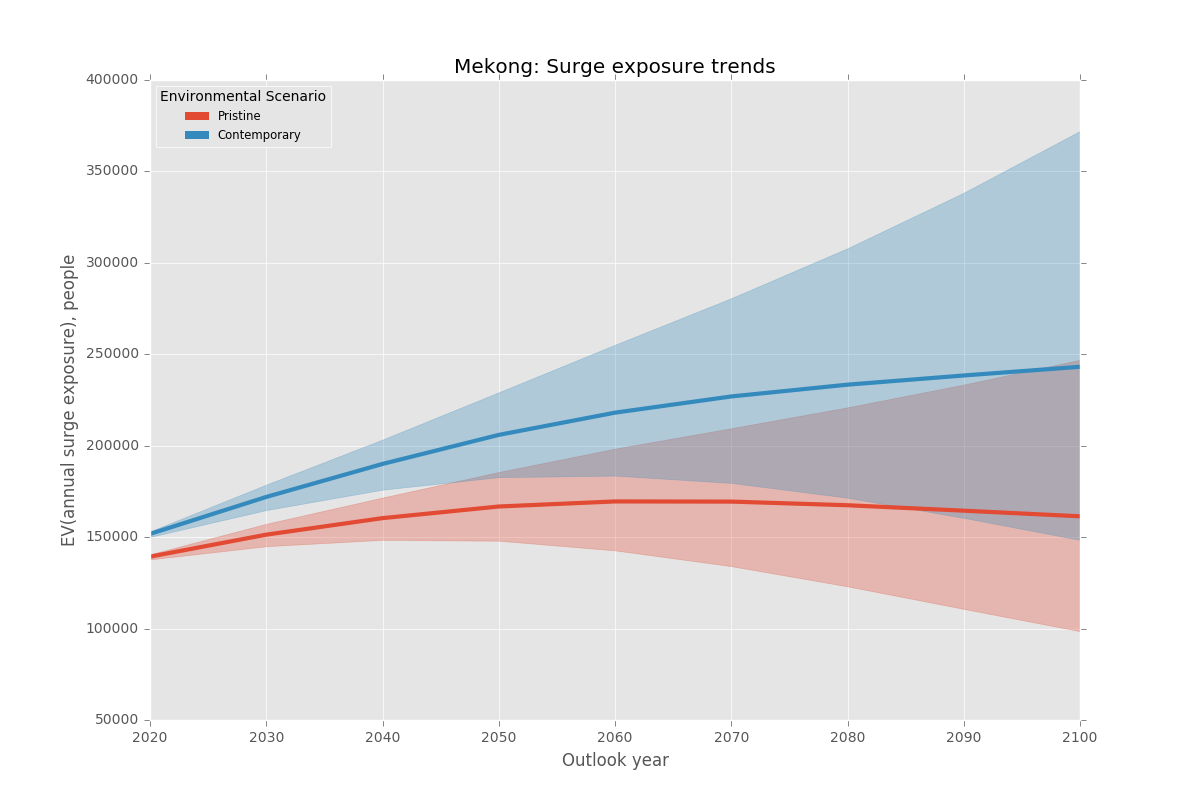 Mekong: Surge exposure trends
Environmental Scenario
Pristine
Contemporary
400000
350000
300000
250000
200000
150000
100000
50000
EV(annual surge exposure), people
2020 2030 2040 2050 2060 2070 2080 2090 2100
Outlook year